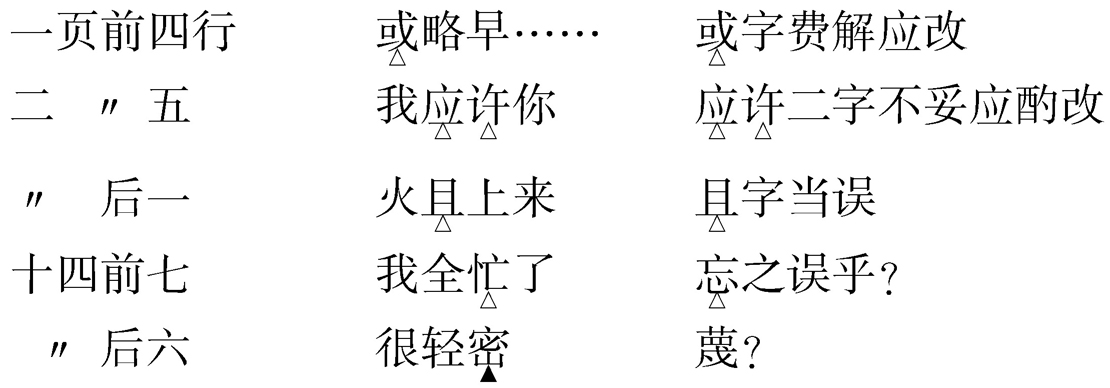 一页前四行 或略早…… 或字费解应改
二 〃 五 我应许你 应许二字不妥应酌改
〃 后一 火且上来 且字当误
十四前七 我全忙了 忘之误乎？
〃 后六 很轻密 蔑？